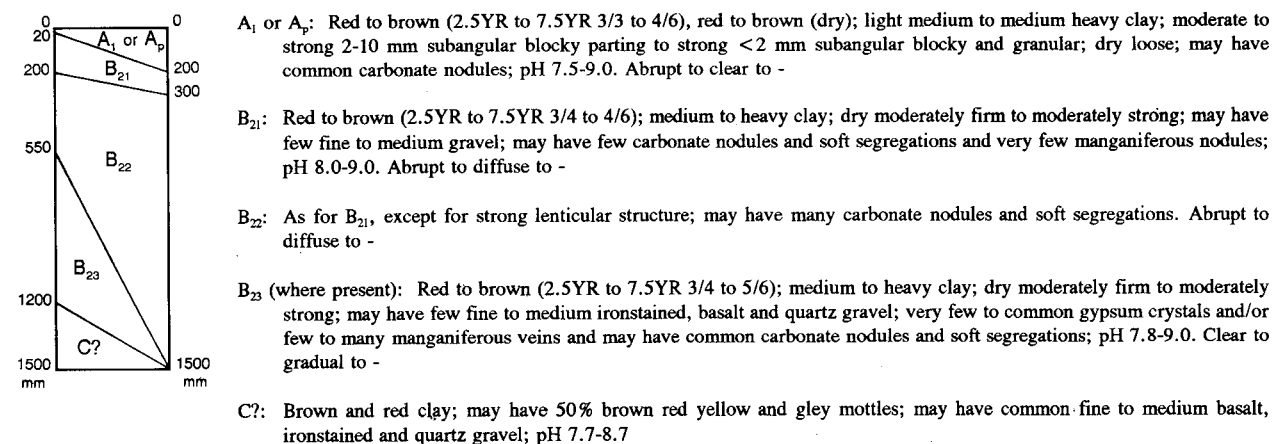 0
20
200
550
1200
1500
mm
0
200
300
1500
mm
A₁ or Aₚ
B₂₁
B₂₂
B₂₃
C?
A₁ or Aₚ: Red to brown (2.5YR to 7.5YR 3/3 to 4/6), red to brown (dry); light medium to medium heavy clay; moderate to
strong 2-10 mm subangular blocky parting to strong <2 mm subangular blocky and granular; dry loose; may have
common carbonate nodules; pH 7.5-9.0. Abrupt to clear to -
B₂₁: Red to brown (2.5YR to 7.5YR 3/4 to 4/6); medium to heavy clay; dry moderately firm to moderately strong; may have
few fine to medium gravel; may have few carbonate nodules and soft segregations and very few manganiferous nodules;
pH 8.0-9.0. Abrupt to diffuse to -
B₂₂: As for B₂₁, except for strong lenticular structure; may have many carbonate nodules and soft segregations. Abrupt to
diffuse to -
B₂₃ (where present): Red to brown (2.5YR to 7.5YR 3/4 to 5/6); medium to heavy clay; dry moderately firm to moderately
strong; may have few fine to medium ironstained, basalt and quartz gravel; very few to common gypsum crystals and/or
few to many manganiferous veins and may have common carbonate nodules and soft segregations; pH 7.8-9.0. Clear to
gradual to -
C?: Brown and red clay; may have 50% brown red yellow and gley mottles; may have common fine to medium basalt,
ironstained and quartz gravel; pH 7.7-8.7